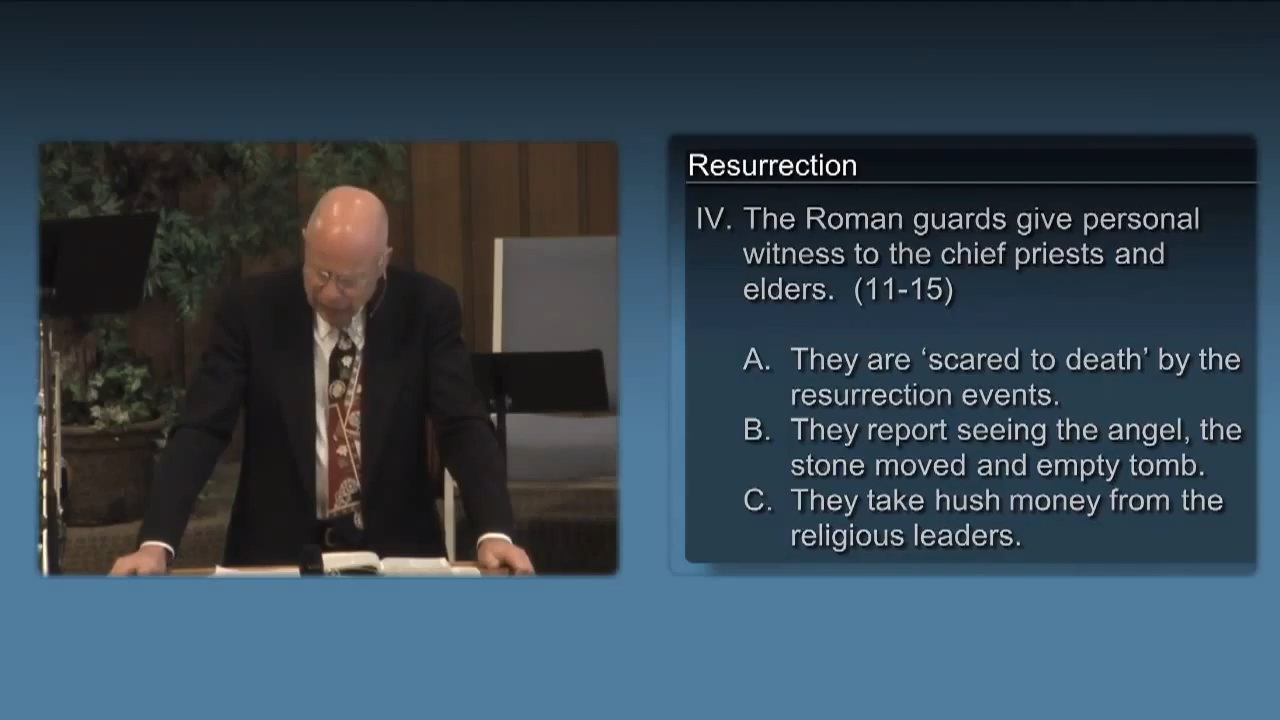 Resurrection
IV. The Roman guards give personal
witness to the chief priests and
elders. (11-15)
A. They are ‘scared to death’ by the
resurrection events.
B. They report seeing the angel, the
stone moved and empty tomb.
C. They take hush money from the
religious leaders.